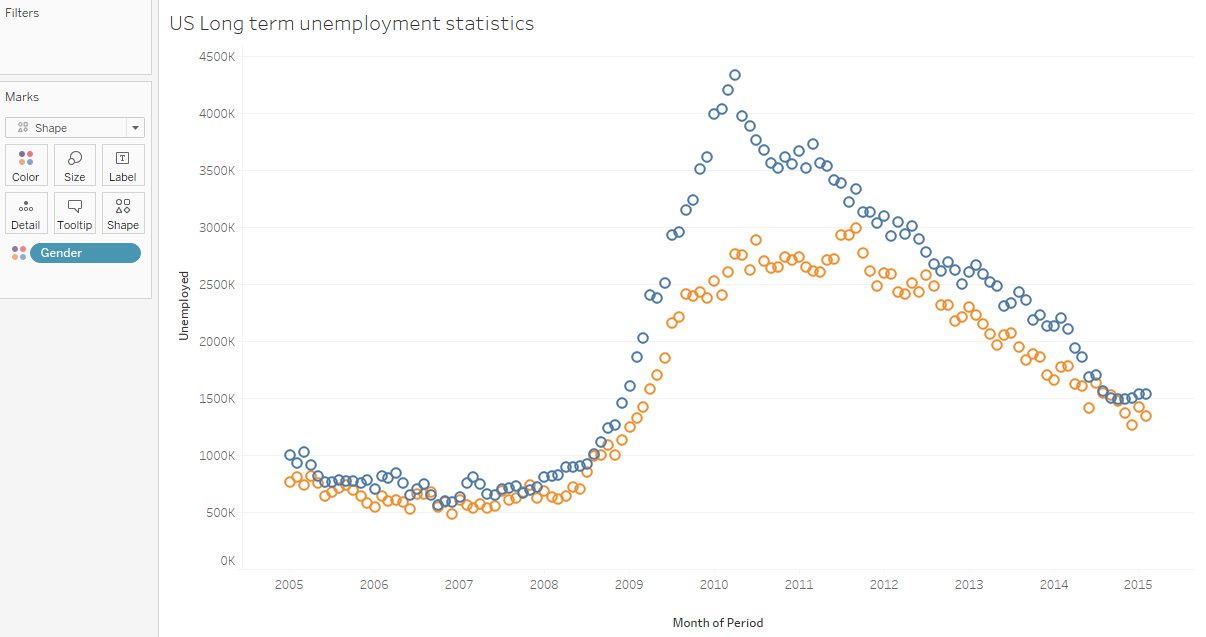 Filters
Marks
Shape
Color
Size
Label
Detail
Tooltip
Shape
Gender
US Long term unemployment statistics
Unemployed
4500K
4000K
3500K
3000K
2500K
2000K
1500K
1000K
500K
0K
2005 2006 2007 2008 2009 2010 2011 2012 2013 2014 2015
Month of Period